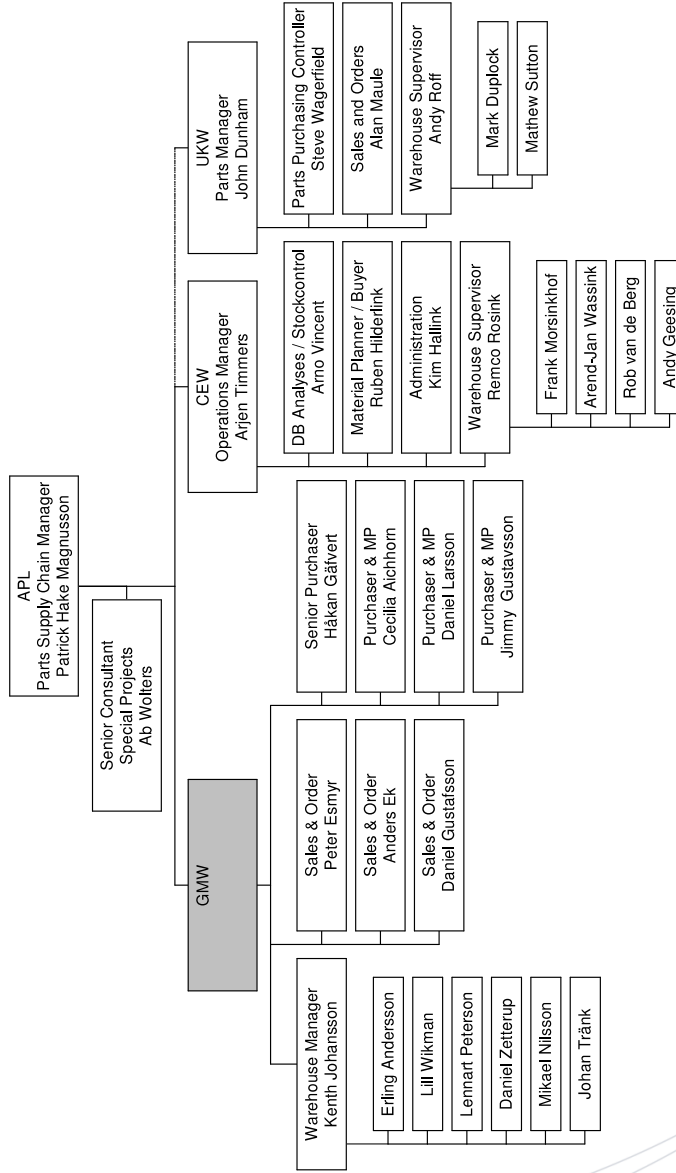 APL
Parts Supply Chain Manager
Patrick Hake Magnusson
Senior Consultant
Special Projects
Ab Wolters
GMW
Warehouse Manager
Kenth Johansson
Erling Andersson
Lill Wikman
Lennart Peterson
Daniel Zetterup
Mikael Nilsson
Johan Tränk
Sales & Order
Peter Esmyr
Sales & Order
Anders Ek
Sales & Order
Daniel Gustafsson
Senior Purchaser
Håkan Gäfvert
Purchaser & MP
Cecilia Aichhorn
Purchaser & MP
Daniel Larsson
Purchaser & MP
Jimmy Gustavsson
CEW
Operations Manager
Arjen Timmers
DB Analyses / Stockcontrol
Arno Vincent
Material Planner / Buyer
Ruben Hilderlink
Administration
Kim Hallink
Warehouse Supervisor
Remco Rosink
Frank Morsinkhof
Arend-Jan Wassink
Rob van de Berg
Andy Geesing
UKW
Parts Manager
John Dunham
Parts Purchasing Controller
Steve Wagerfield
Sales and Orders
Alan Maule
Warehouse Supervisor
Andy Roff
Mark Duplock
Mathew Sutton